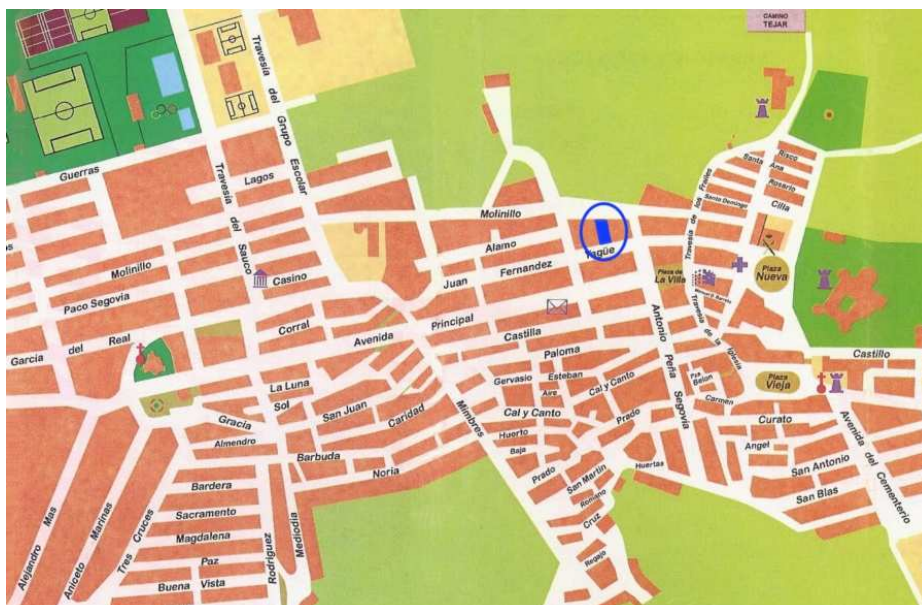 CAMINO
TEJAR
Travesía del Grupo Escolar
Guerras
Lagos
Travesía del Sauco
Molinillo
Molinillo
Alamo
Yagüe
Fernandez
Juan
Casino
Paco Segovia
Garcia del Real
Corral
Avenida Principal
Castilla
Paloma
La Luna
Sol
San Juan
Caridad
Gracia
Almendro
Barbuda
Noria
Mimbres
Gervasio
Esteban
Aire
Cal y Canto
Cal y Canto
Huerto
Baja
Prado
Prado
San Martin
Romano
Cruz
Regajo
Huertas
Bardera
Sacramento
Magdalena
Paz
Buena Vista
Alejandro Mas
Aniceto Marinas
Tres Cruces
Rodriguez
Mediodía
Risco
Santa Ana
Rosario
Santo Domingo
Cilla
Travesía de los Frailes
Plaza de
La Villa
Plaza
Nueva
Travesia de la Iglesia
Antonio Peña Segovia
Carmen
Plaza
Vieja
Castillo
Curato
Angel
San Antonio
San Blas
Avenida del Cementerio